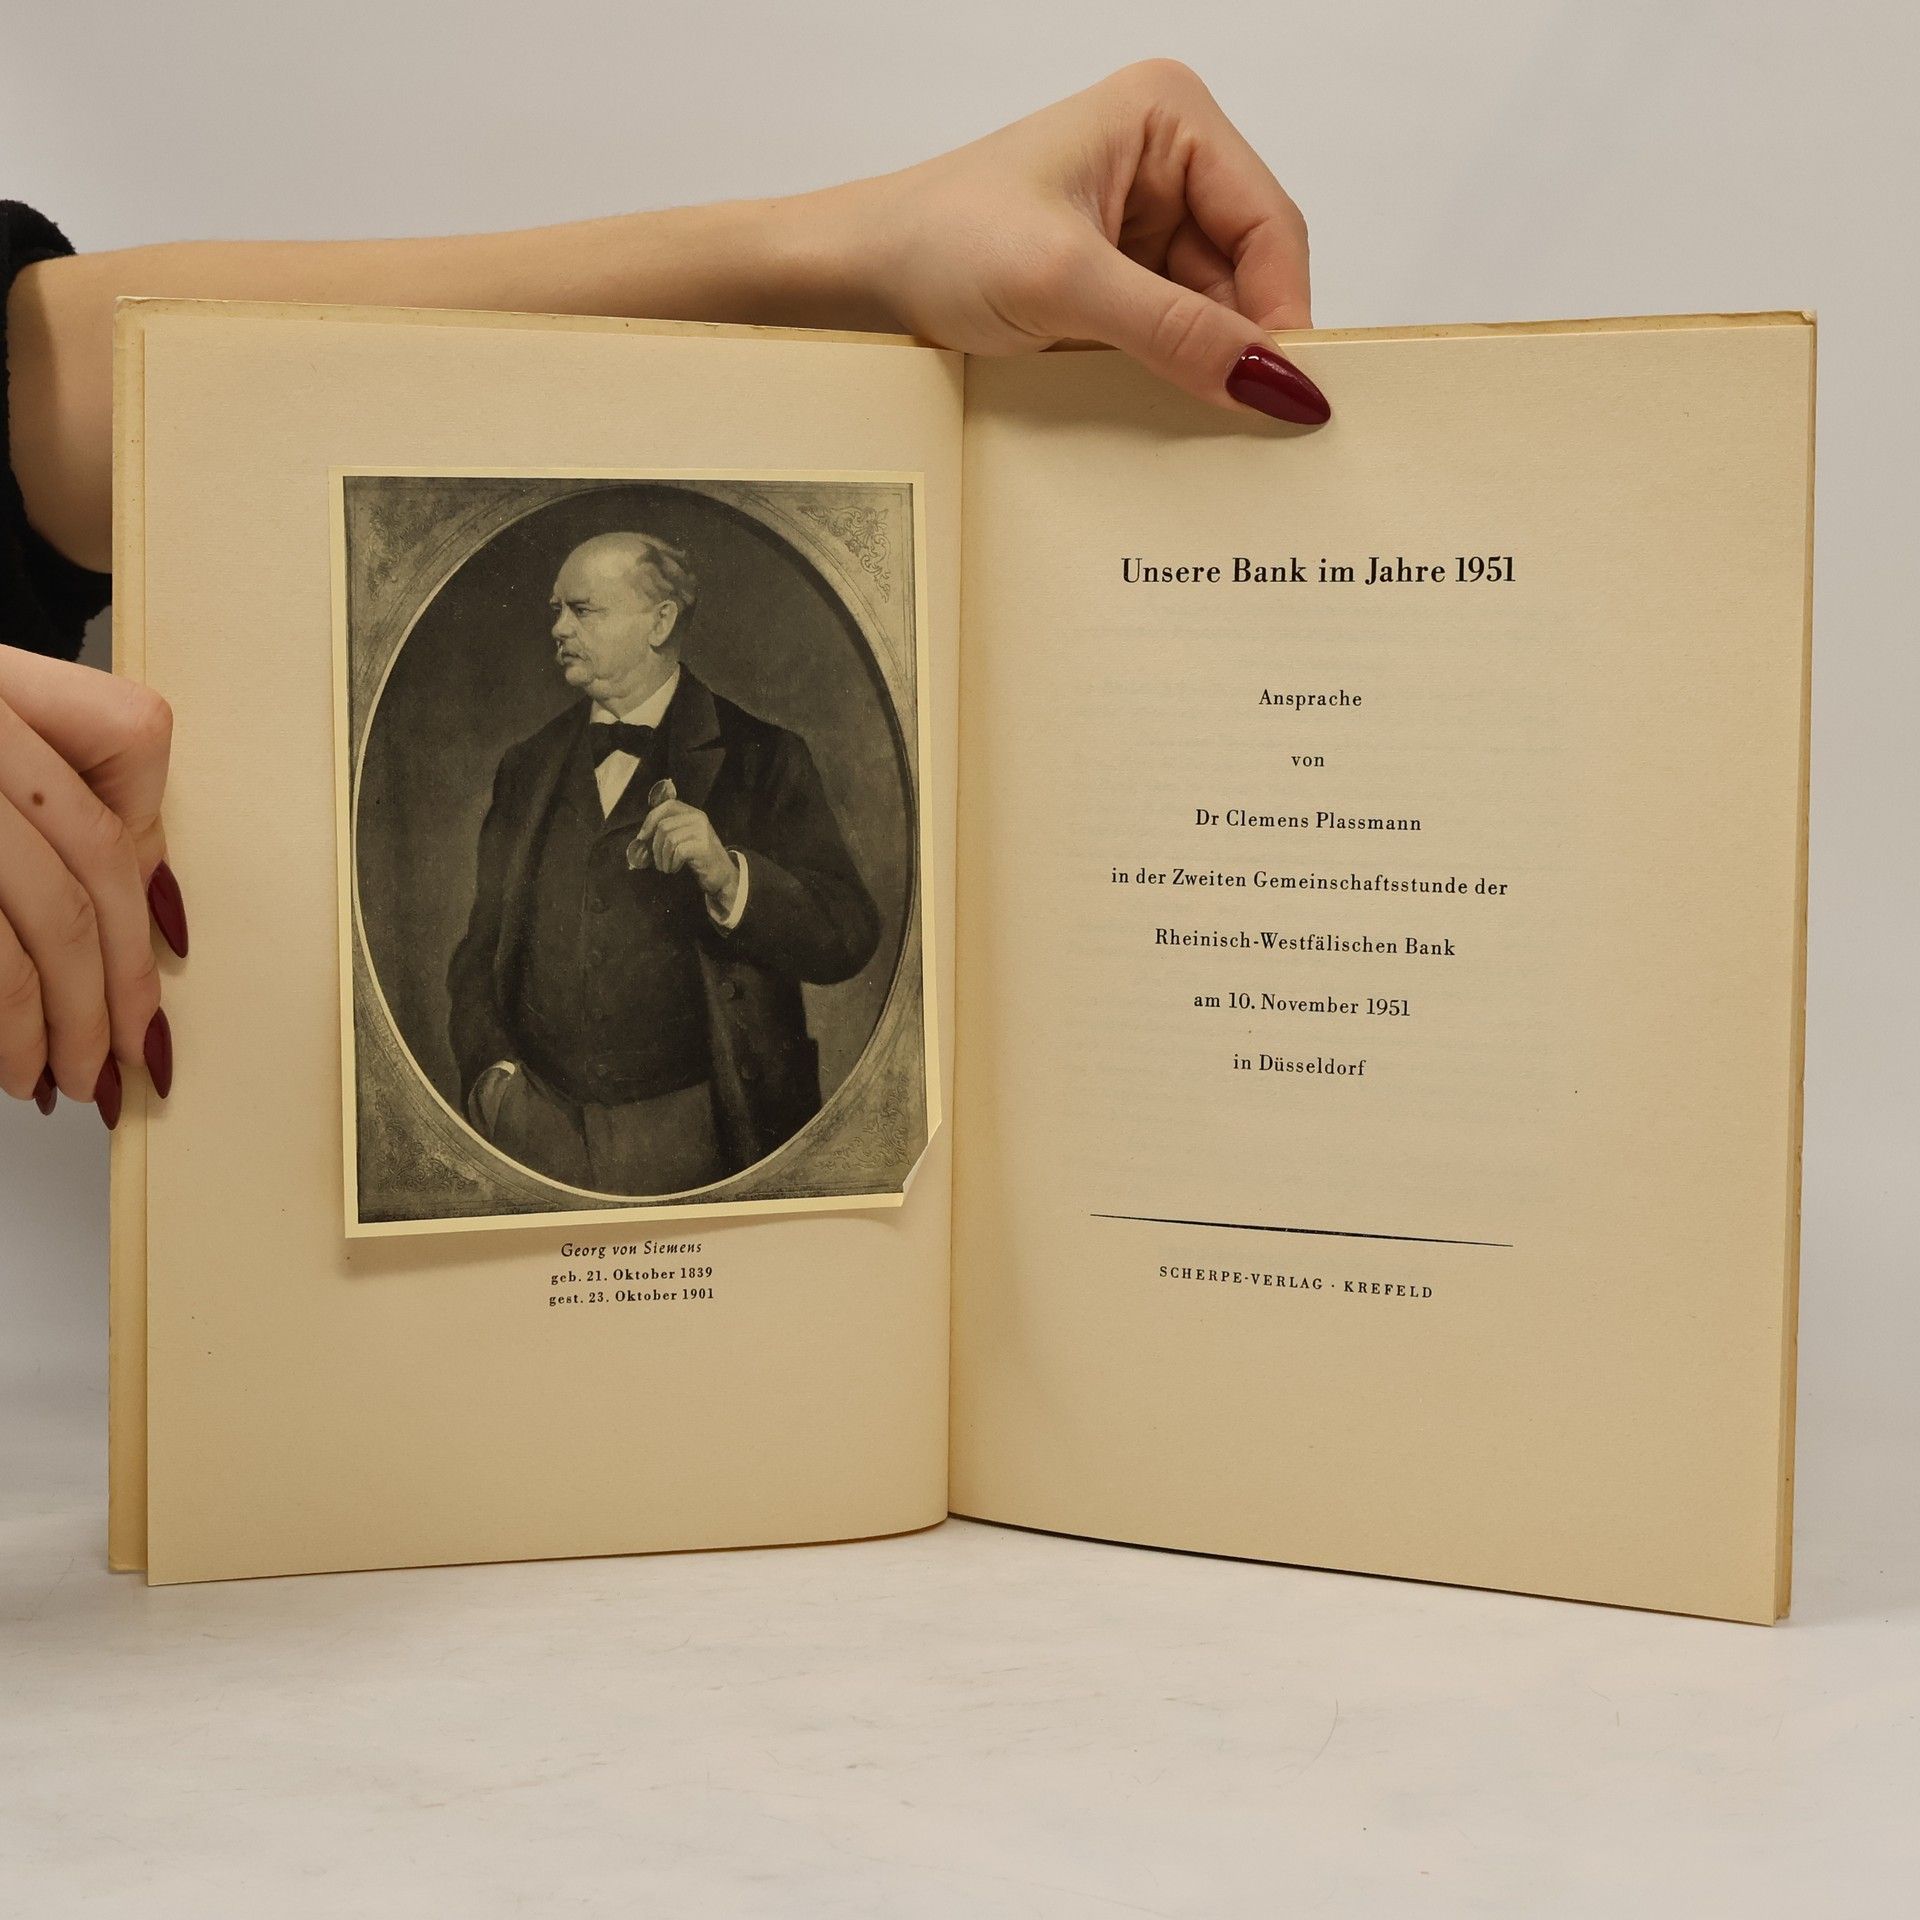 Georg von Siemens
geb. 21. Oktober 1839
gest. 23. Oktober 1901
Unsere Bank im Jahre 1951
Ansprache
von
Dr Clemens Plassmann
in der Zweiten Gemeinschaftsstunde der
Rheinisch-Westfälischen Bank
am 10. November 1951
in Düsseldorf
SCHERPE-VERLAG · KREFELD